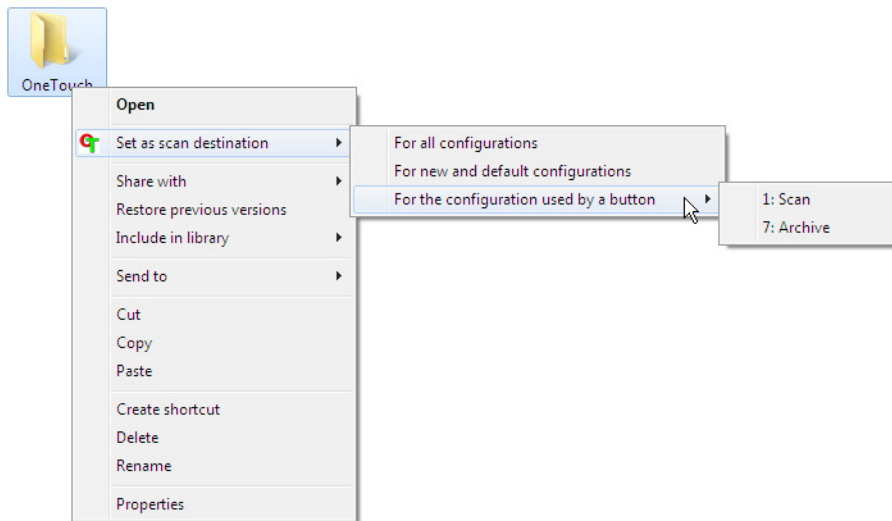 OneTouch
Open
Set as scan destination
Share with
Restore previous versions
Include in library
Send to
Cut
Copy
Paste
Create shortcut
Delete
Rename
Properties
For all configurations
For new and default configurations
For the configuration used by a button
1: Scan
7: Archive